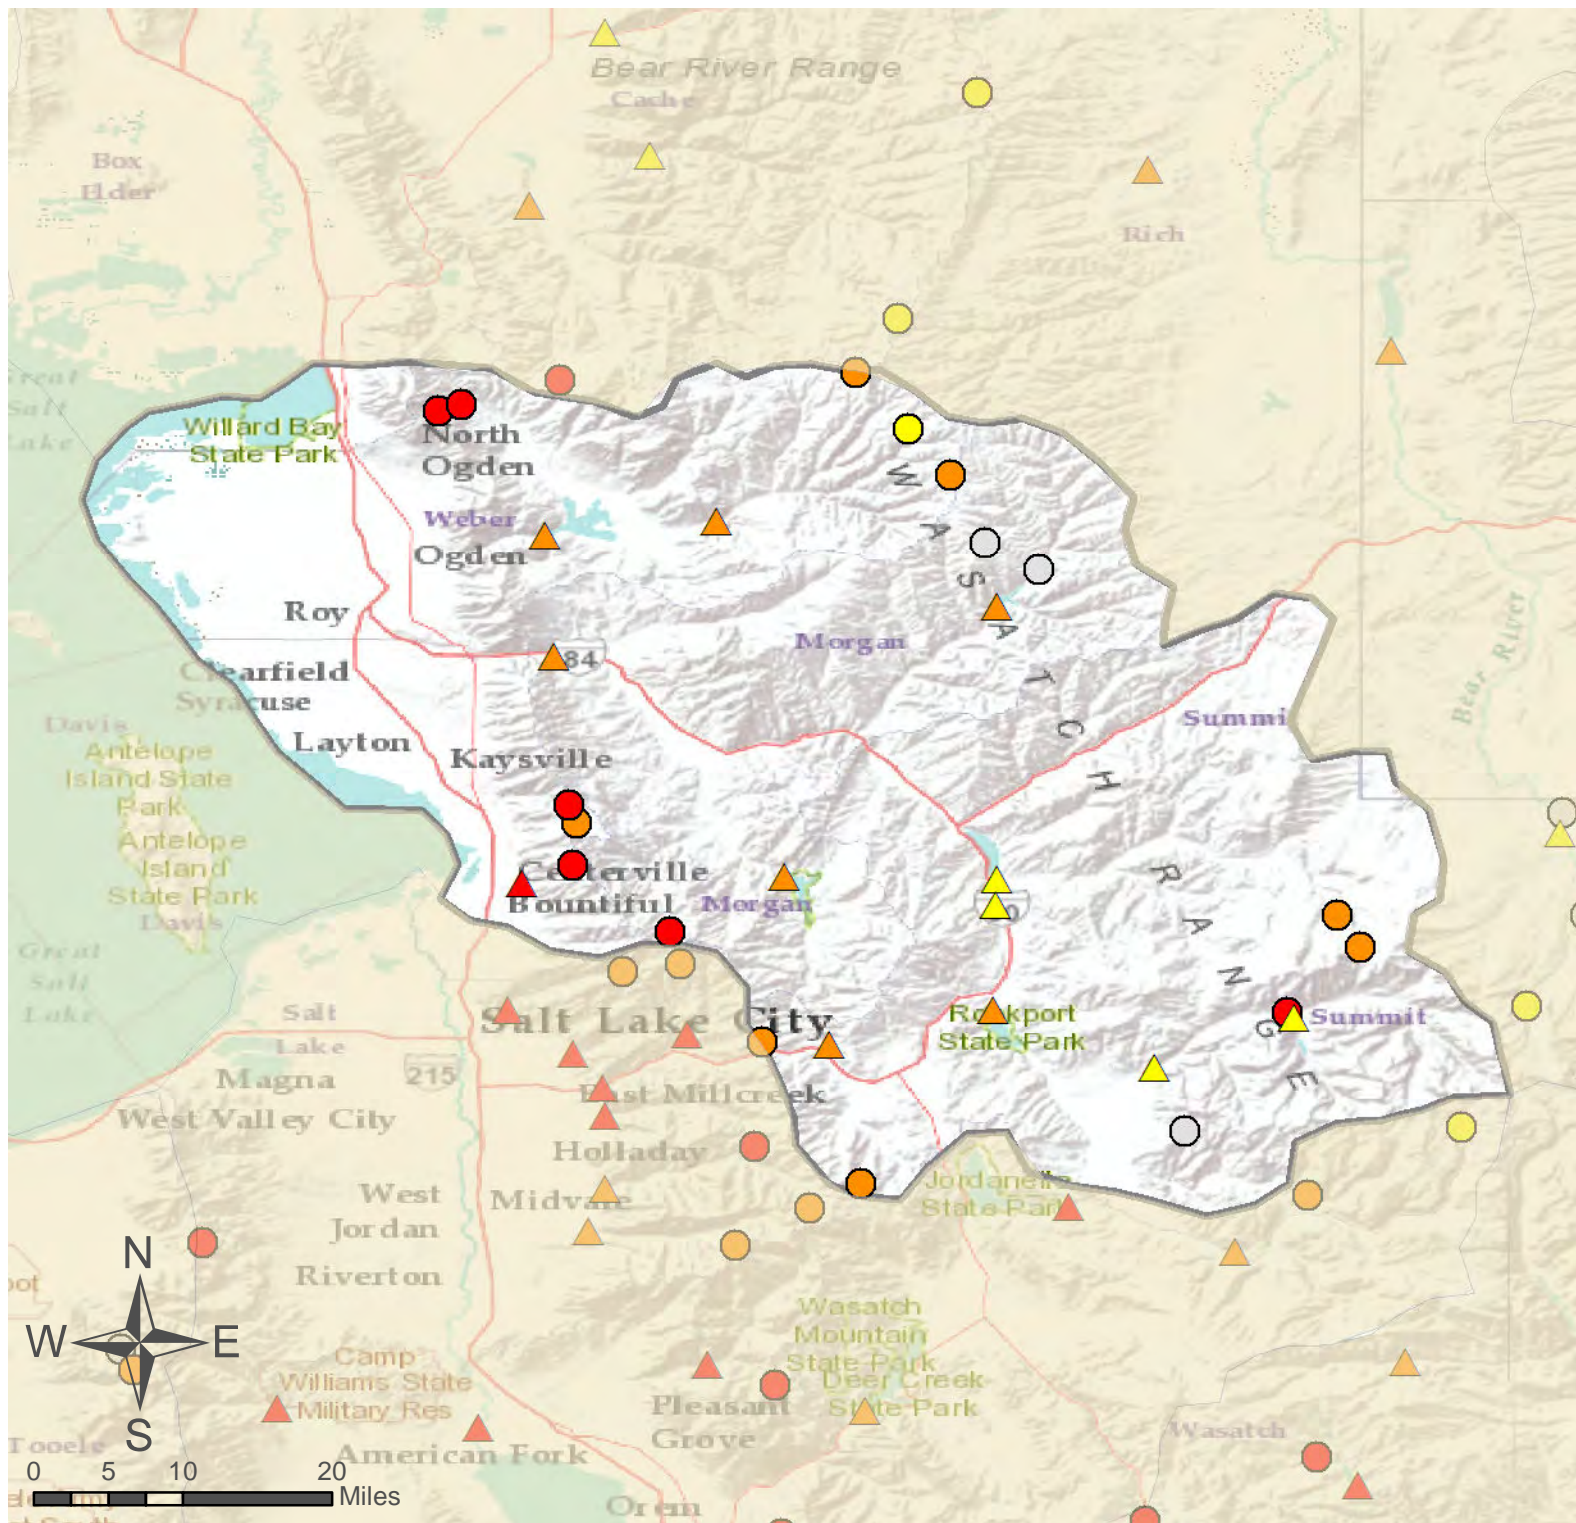 Bear River Range
Cache
Box
Elder
Rich
Great
Salt
Lake
Willard Bay
State Park
North
Ogden
Weber
Ogden
W
A
S
A
T
C
H
R
A
N
G
E
Roy
Morgan
84
Clearfield
Syracuse
Bear River
Davis
Layton
Summi
Antelope
Island State
Park
Kaysville
Antelope
Island
State Park
Davis
Centerville
Bountiful
Morgan
Great
Salt
Lake
Salt
Lake
Salt Lake City
Rockport
State Park
Summit
Magna
215
West Valley City
East Millcreek
Holladay
West
Jordan
Midvale
Jordanelle
State Park
Riverton
N
W
E
S
Wasatch
Mountain
State Park
Deer Creek
State Park
Camp
Williams State
Military Res
Pleasant
Grove
Wasatch
Tooele
American Fork
Orem
0 5 10 20
Miles